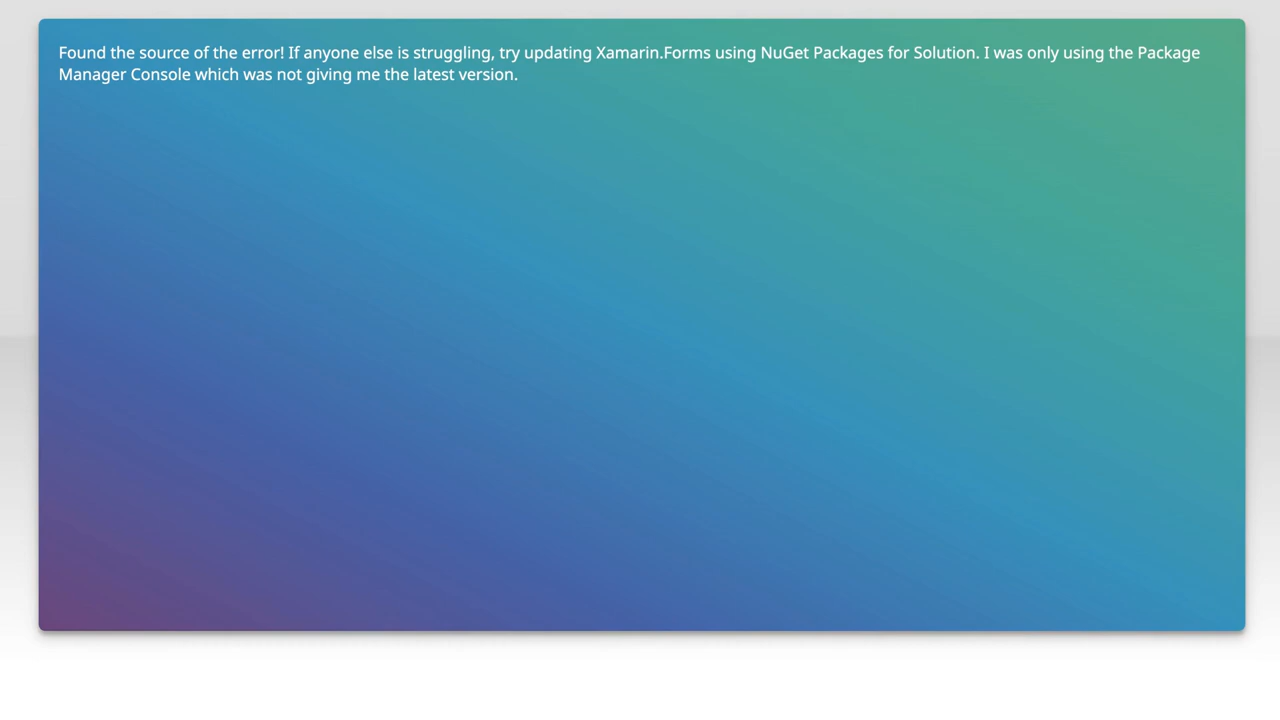 Found the source of the error! If anyone else is struggling, try updating Xamarin.Forms using NuGet Packages for Solution. I was only using the Package
Manager Console which was not giving me the latest version.